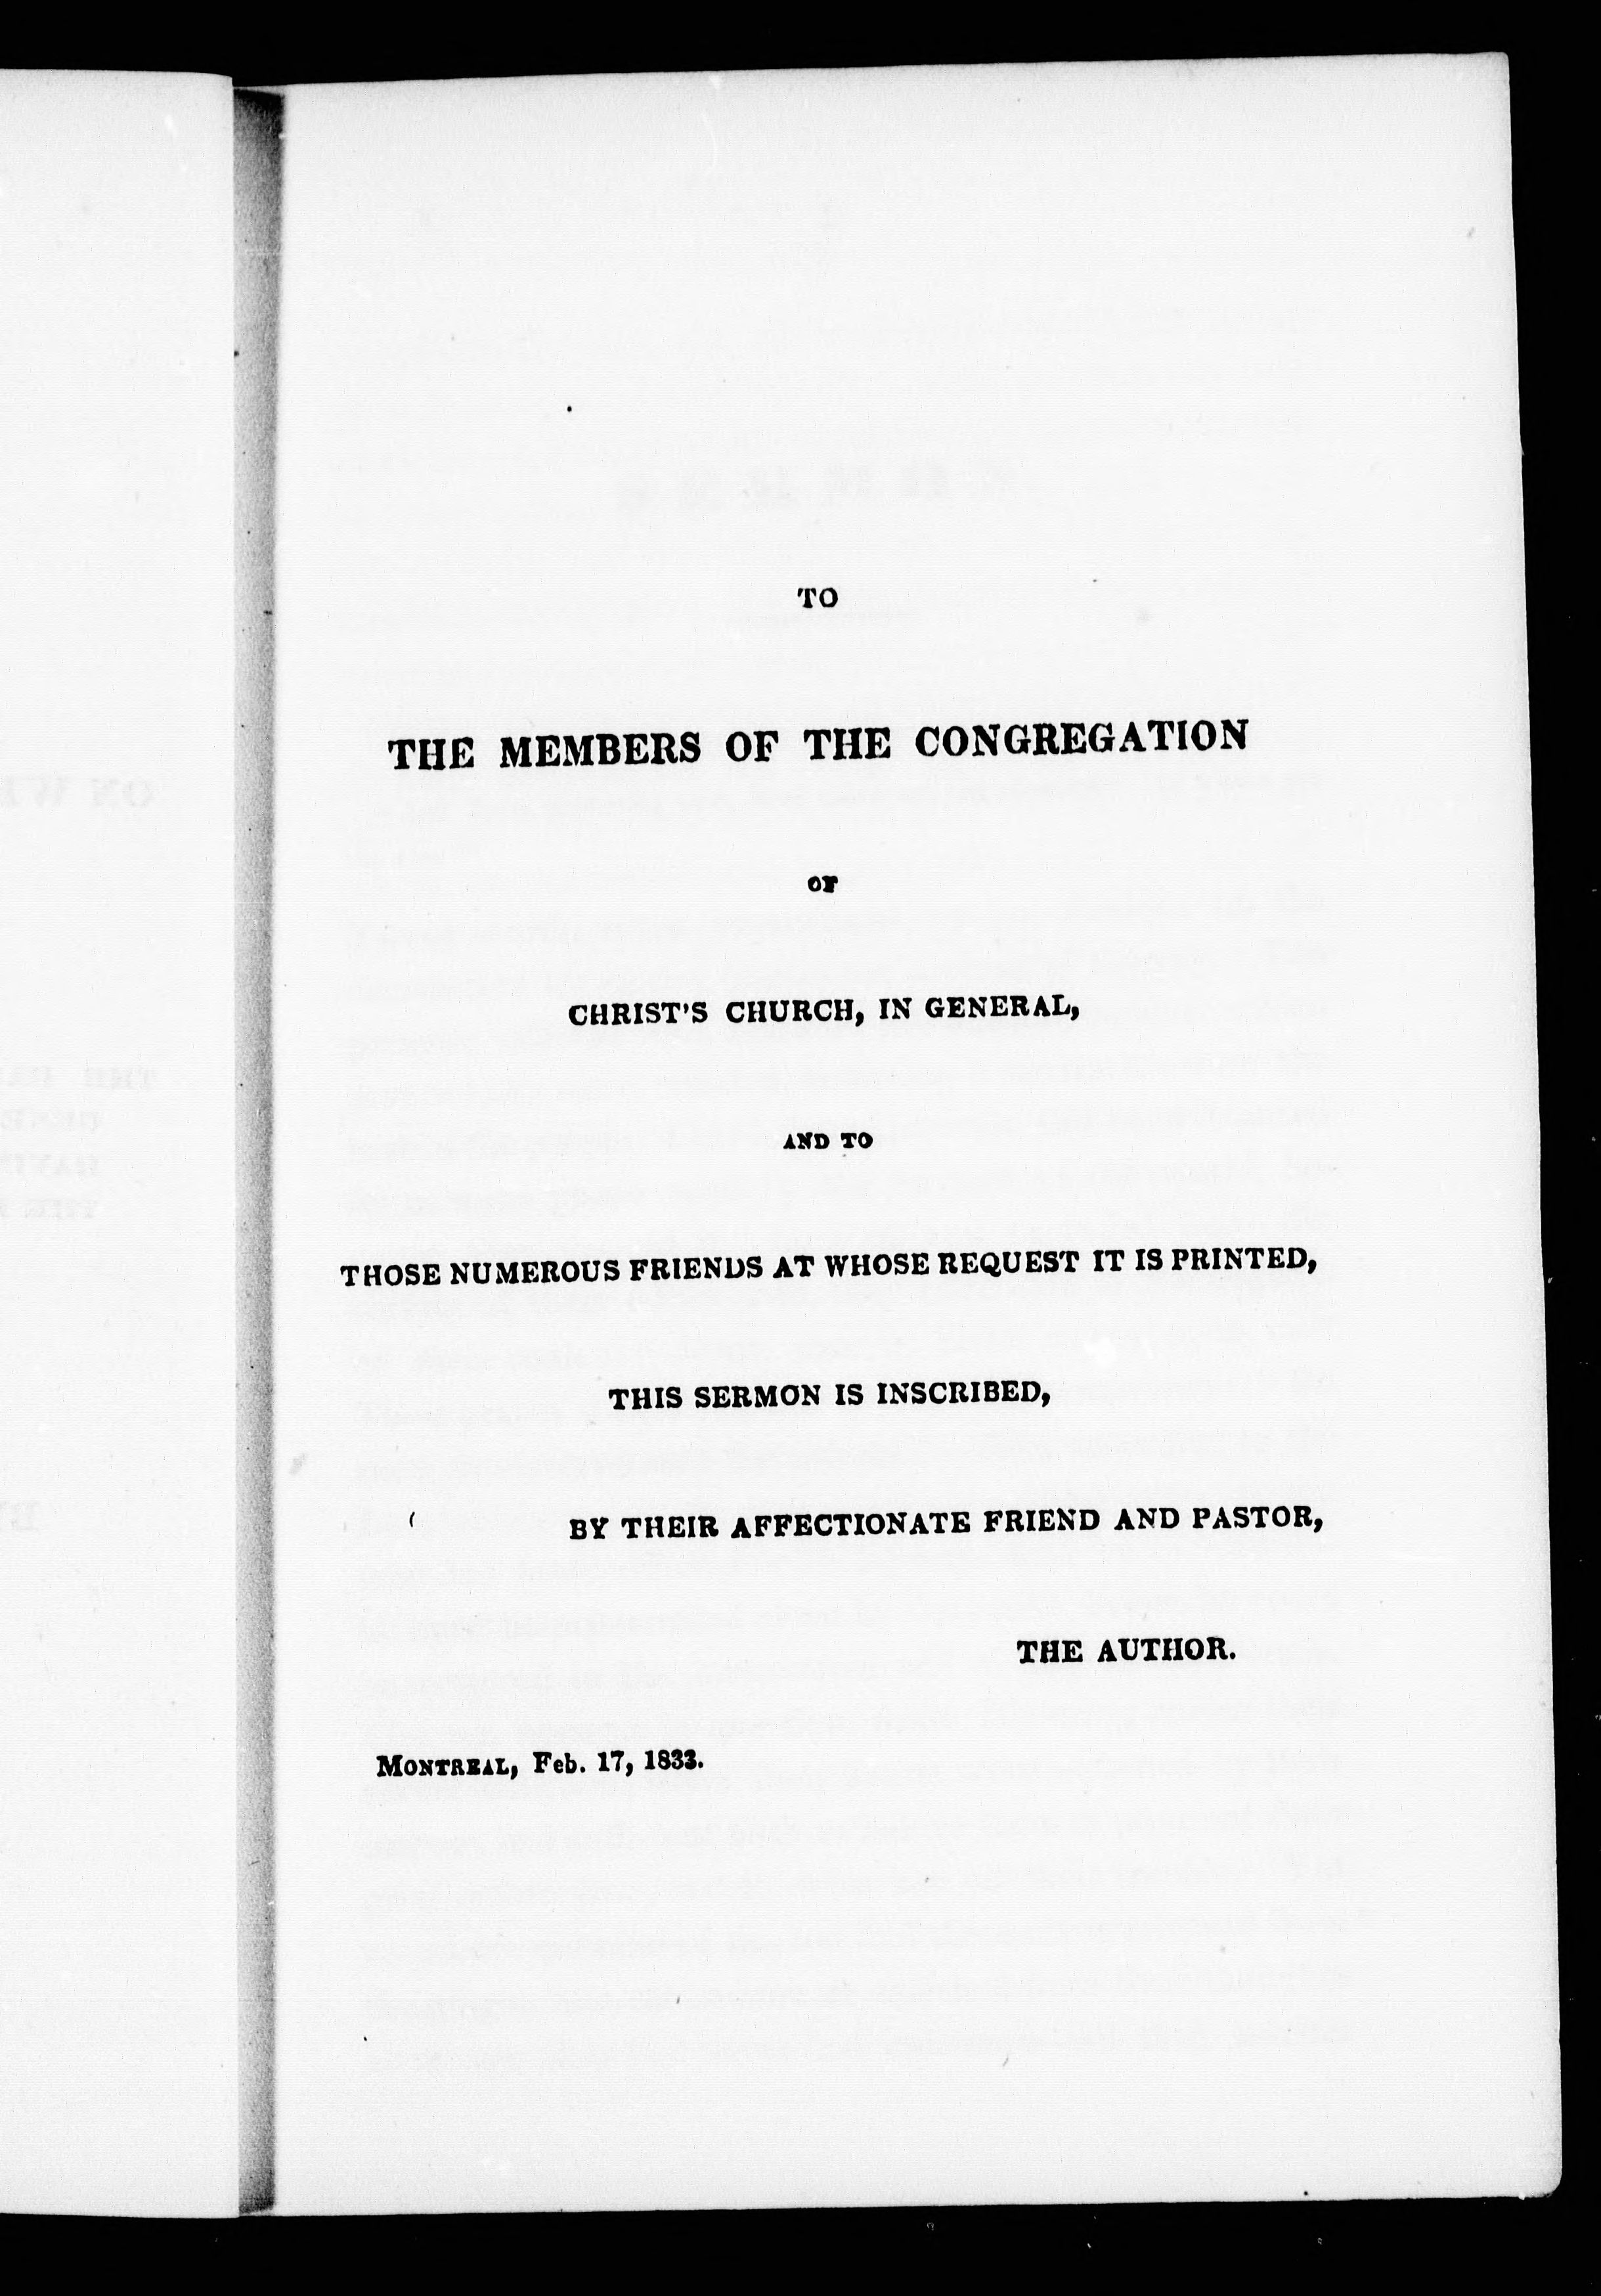 TO
THE MEMBERS OF THE CONGREGATION
OF
CHRIST'S CHURCH, IN GENERAL,
AND TO
THOSE NUMEROUS FRIENDS AT WHOSE REQUEST IT IS PRINTED,
THIS SERMON IS INSCRIBED,
BY THEIR AFFECTIONATE FRIEND AND PASTOR,
THE AUTHOR.
MONTREAL, Feb. 17, 1833.